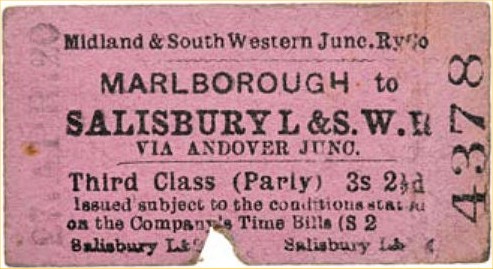 Midland & South Western Junc. Ry Co
MARLBOROUGH to
SALISBURY L & S. W. R
VIA ANDOVER JUNC.
Third Class (Party) 3s 2½d
Issued subject to the conditions
on the Company's Time Bills (S 2
Salisbury Salisbury
4378